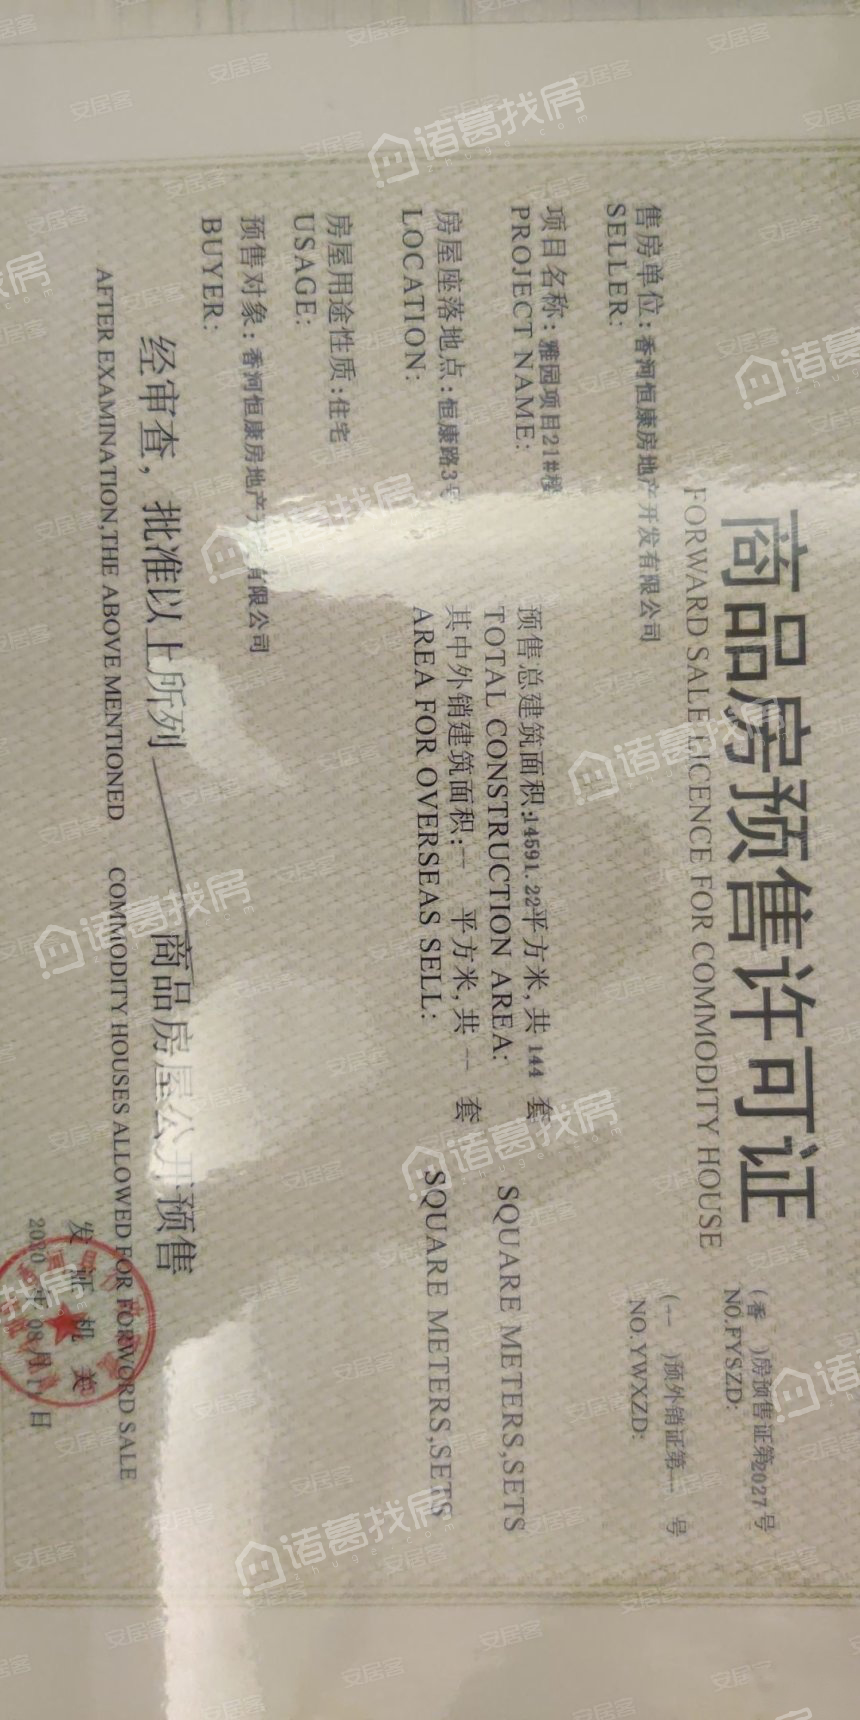 商品房预售许可证
FORWARD SALE LICENCE FOR COMMODITY HOUSE
(香 )房预售证第2027号
NO.FYSZD:
(一 )预外销证第一 号
NO.YWXZD:
售房单位:香河恒康房地产开发有限公司
SELLER:
项目名称:雅园项目21#楼
PROJECT NAME:
房屋座落地点:恒康路3号
LOCATION:
房屋用途性质:住宅
USAGE:
预售对象:香河恒康房地产 有限公司
BUYER:
预售总建筑面积:14591.22平方米,共 144 套
TOTAL CONSTRUCTION AREA: SQUARE METERS,SETS
其中外销建筑面积:一 平方米,共 一 套
AREA FOR OVERSEAS SELL: SQUARE METERS,SETS
经审查,批准以上所列 商品房屋公开预售
AFTER EXAMINATION,THE ABOVE MENTIONED COMMODITY HOUSES ALLOWED FOR FORWORD SALE
发 证 机 关
2020 年 08月 日
诸葛找房
安居客